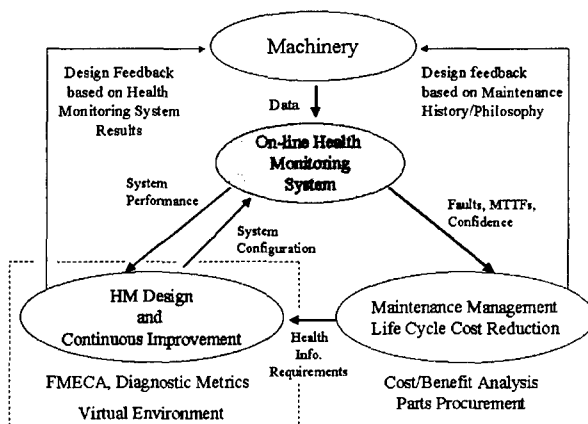 Machinery
Design Feedback
based on Health
Monitoring System
Results
Design feedback
based on Maintenance
History/Philosophy
Data
On-line Health
Monitoring
System
System
Performance
System
Configuration
Faults, MTTFs,
Confidence
HM Design
and
Continuous Improvement
Maintenance Management
Life Cycle Cost Reduction
Health
Info.
Requirements
FMECA, Diagnostic Metrics
Virtual Environment
Cost/Benefit Analysis
Parts Procurement